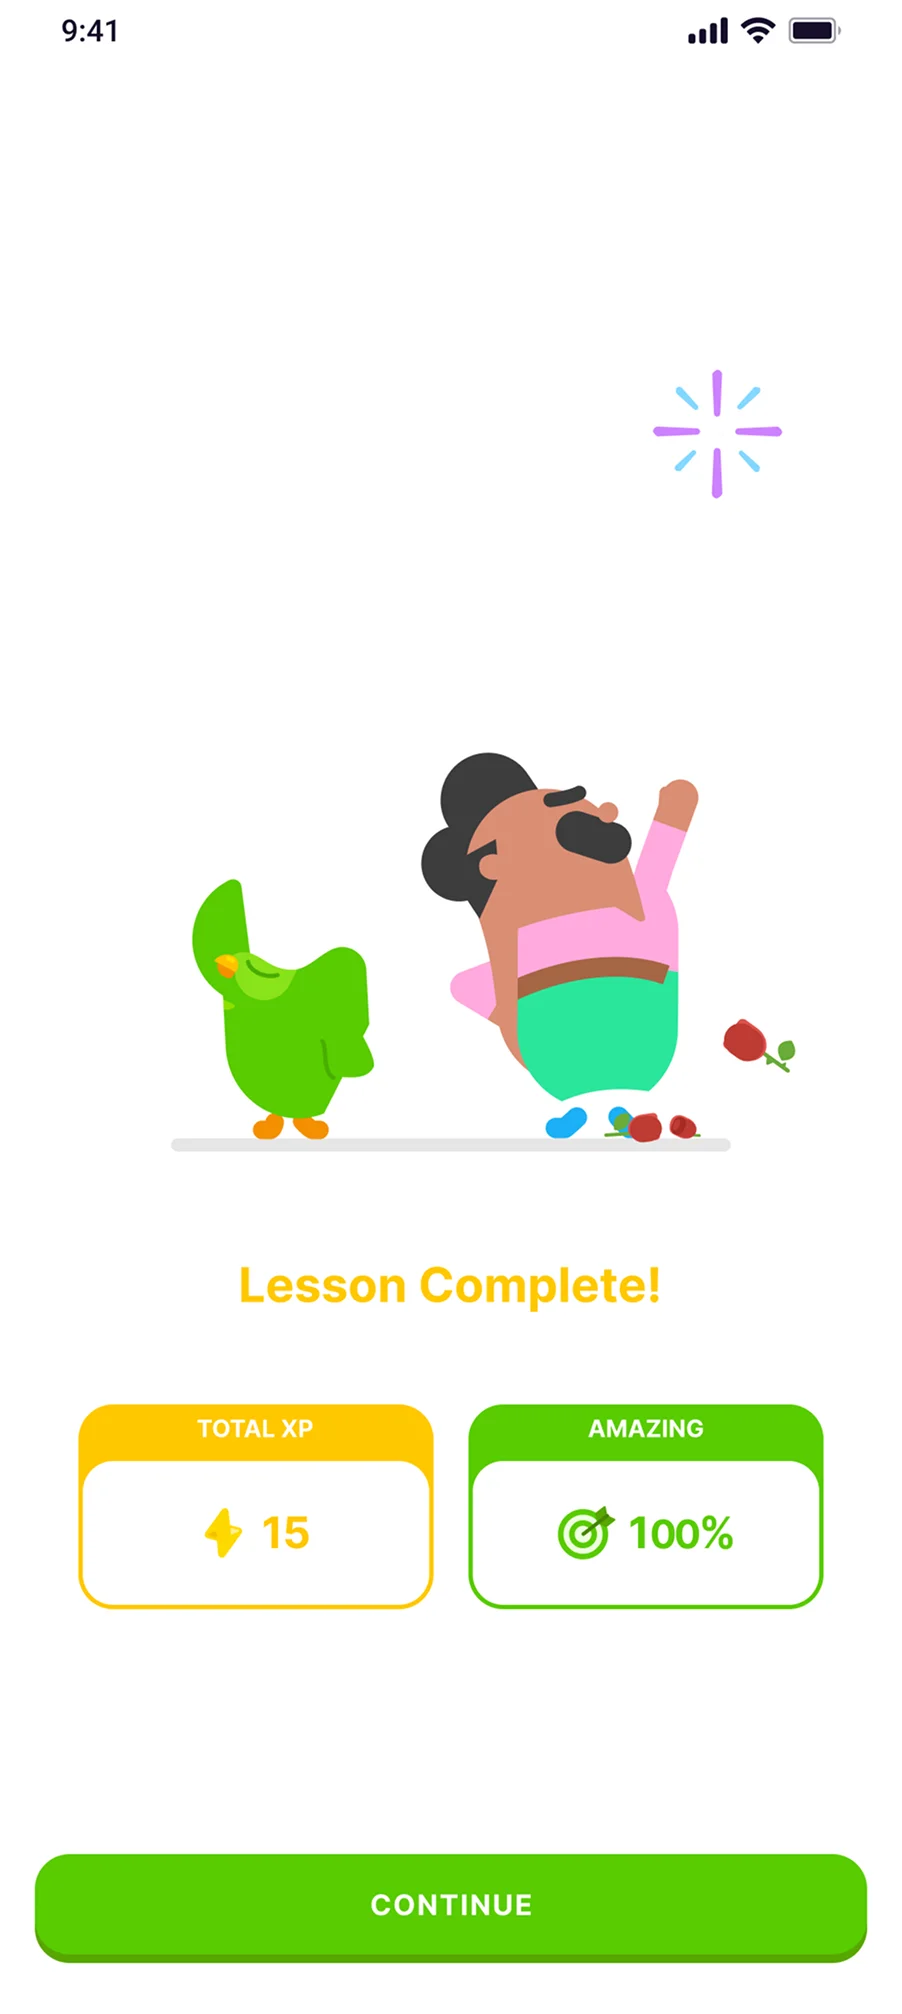 9:41
Lesson Complete!
TOTAL XP
15
AMAZING
100%
CONTINUE